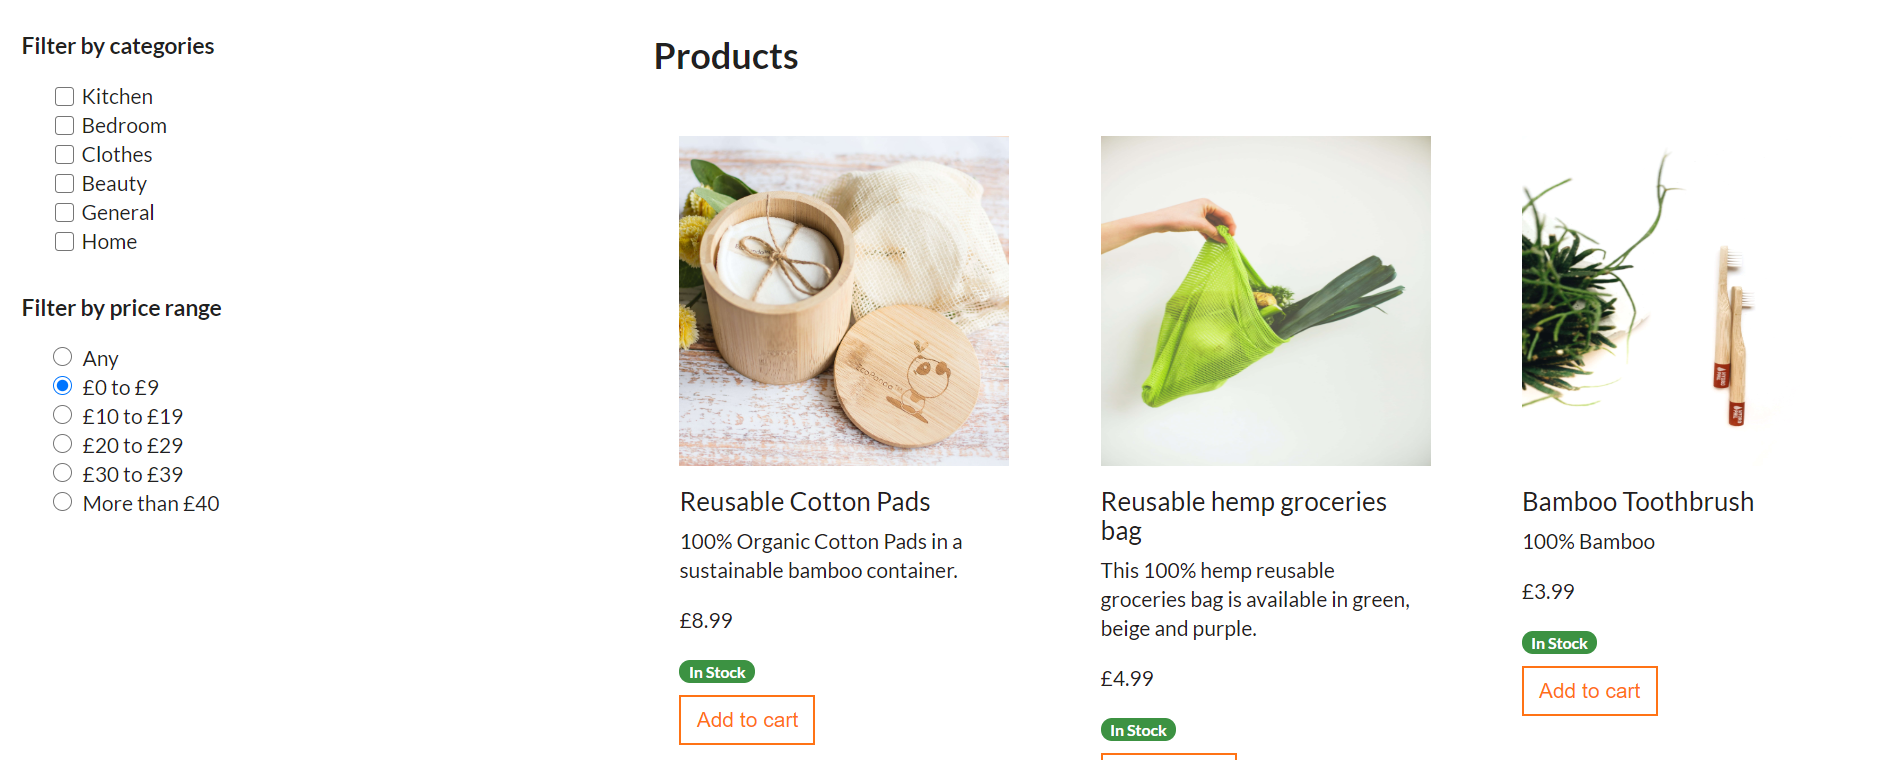 Filter by categories
Kitchen
Bedroom
Clothes
Beauty
General
Home
Filter by price range
Any
£0 to £9
£10 to £19
£20 to £29
£30 to £39
More than £40
Products
Reusable Cotton Pads
100% Organic Cotton Pads in a
sustainable bamboo container.
£8.99
In Stock
Add to cart
Reusable hemp groceries
bag
This 100% hemp reusable
groceries bag is available in green,
beige and purple.
£4.99
In Stock
Bamboo Toothbrush
100% Bamboo
£3.99
In Stock
Add to cart